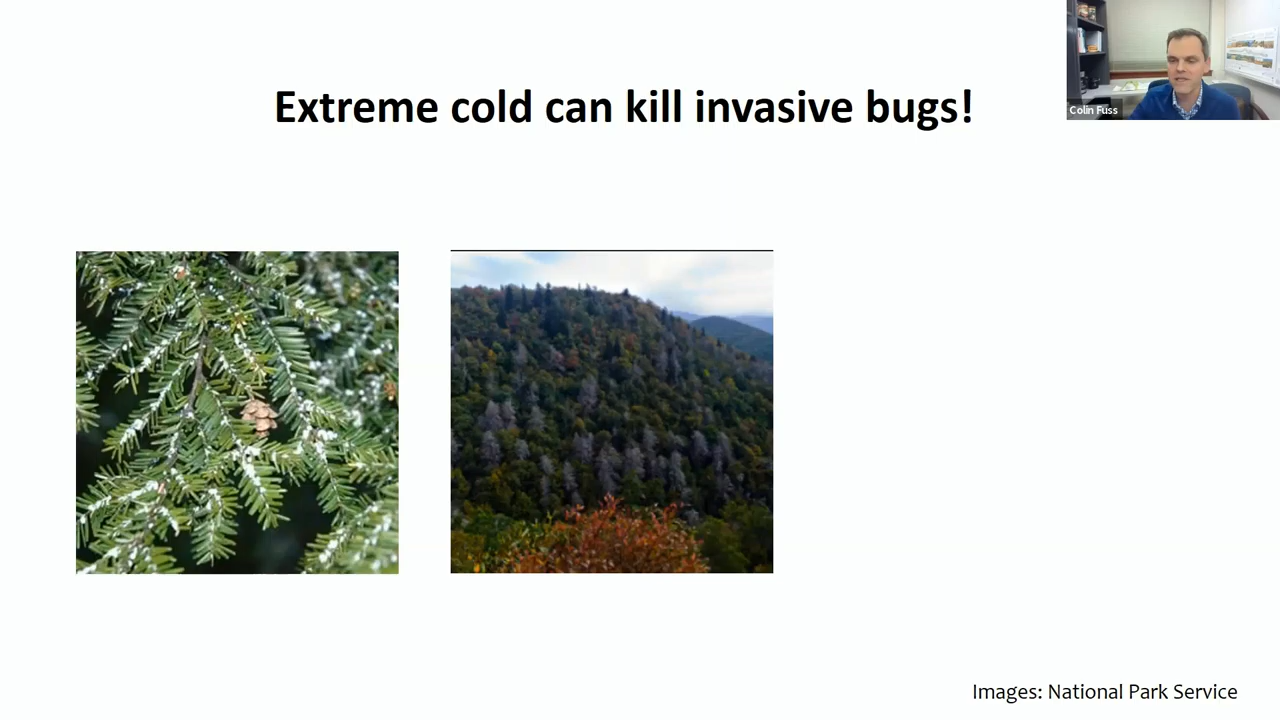 Extreme cold can kill invasive bugs!
Colin Fuss
Images: National Park Service